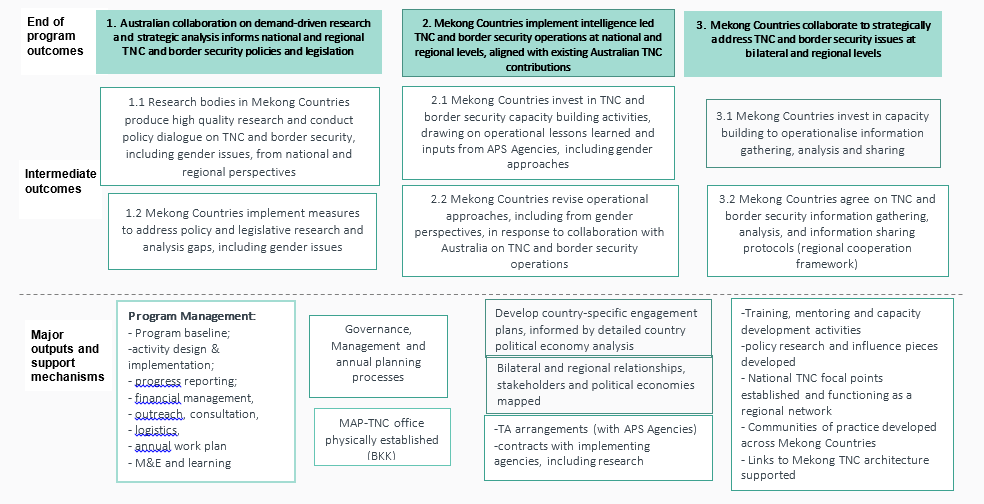 End of
program
outcomes
1. Australian collaboration on demand-driven research
and strategic analysis informs national and regional
TNC and border security policies and legislation
2. Mekong Countries implement intelligence led
TNC and border security operations at national and
regional levels, aligned with existing Australian TNC
contributions
3. Mekong Countries collaborate to strategically
address TNC and border security issues at
bilateral and regional levels
Intermediate
outcomes
1.1 Research bodies in Mekong Countries
produce high quality research and conduct
policy dialogue on TNC and border security,
including gender issues, from national and
regional perspectives
1.2 Mekong Countries implement measures
to address policy and legislative research and
analysis gaps, including gender issues
2.1 Mekong Countries invest in TNC and
border security capacity building activities,
drawing on operational lessons learned and
inputs from APS Agencies, including gender
approaches
2.2 Mekong Countries revise operational
approaches, including from gender
perspectives, in response to collaboration with
Australia on TNC and border security
operations
3.1 Mekong Countries invest in capacity
building to operationalise information
gathering, analysis and sharing
3.2 Mekong Countries agree on TNC and
border security information gathering,
analysis, and information sharing
protocols (regional cooperation
framework)
Major
outputs and
support
mechanisms
Program Management:
- Program baseline;
-activity design &
implementation;
- progress reporting;
- financial management,
- outreach, consultation,
- logistics,
- annual work plan
- M&E and learning
Governance,
Management and
annual planning
processes
MAP-TNC office
physically established
(BKK)
Develop country-specific engagement
plans, informed by detailed country
political economy analysis
Bilateral and regional relationships,
stakeholders and political economies
mapped
-TA arrangements (with APS Agencies)
-contracts with implementing
agencies, including research
-Training, mentoring and capacity
development activities
-policy research and influence pieces
developed
- National TNC focal points
established and functioning as a
regional network
- Communities of practice developed
across Mekong Countries
- Links to Mekong TNC architecture
supported